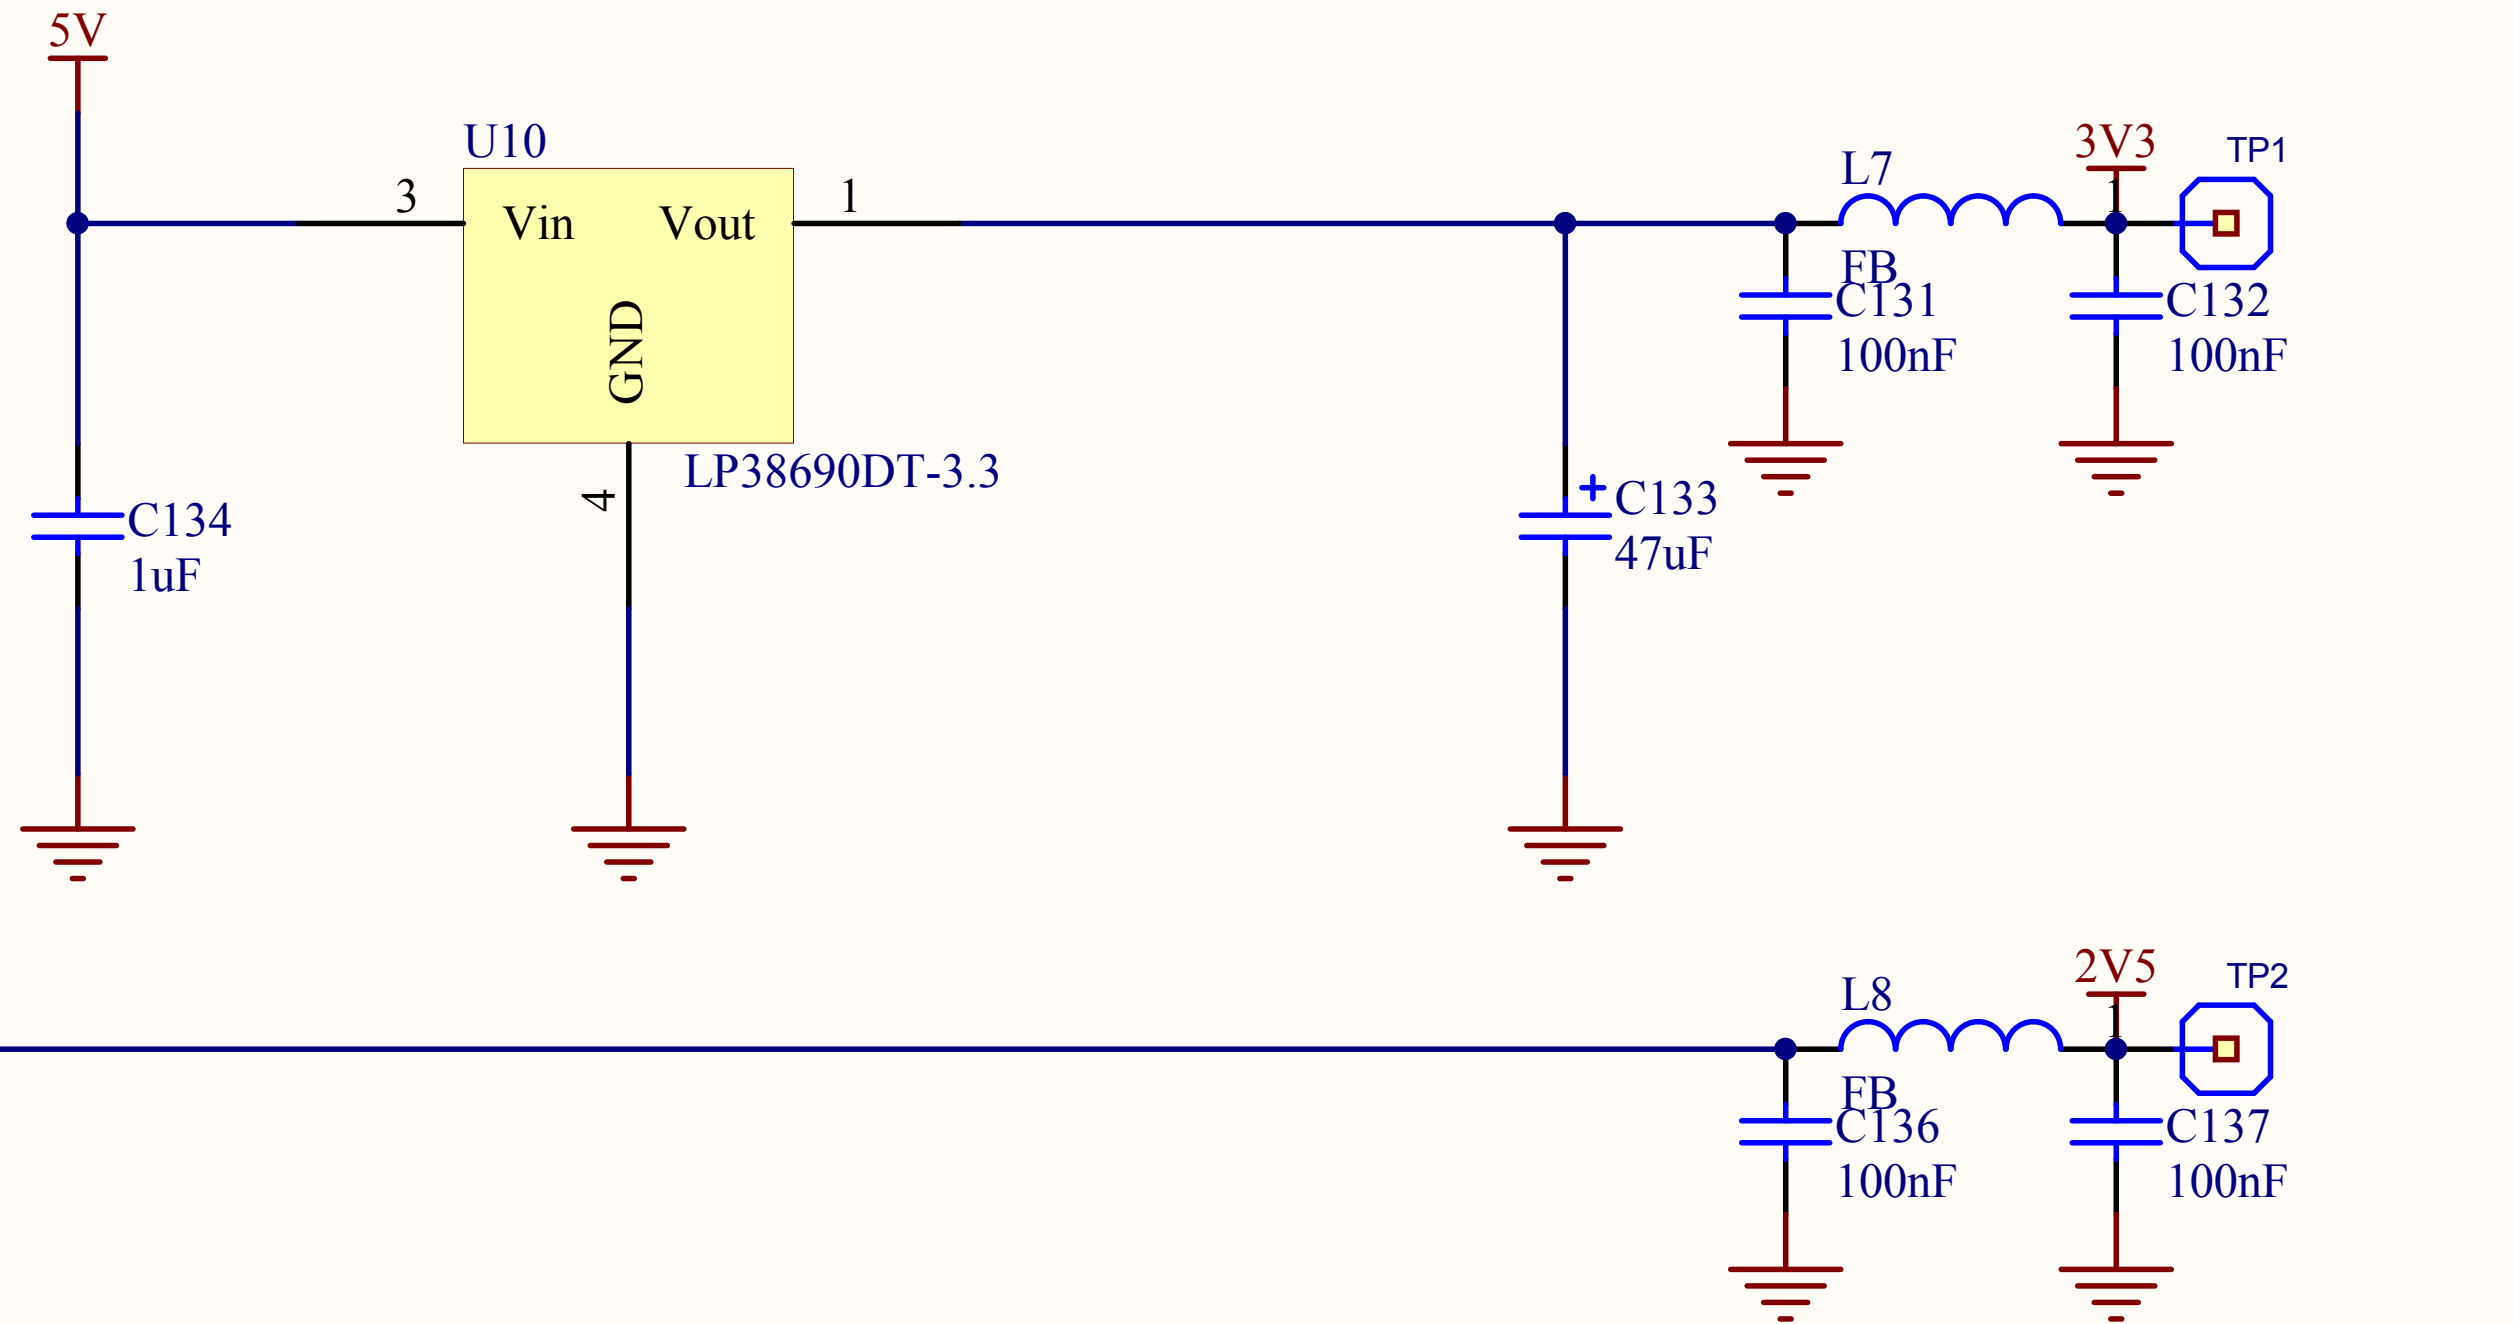 5V
U10
3
Vin
Vout
1
GND
4
LP38690DT-3.3
C134
1uF
+
C133
47uF
L7
FB
C131
100nF
3V3
1
TP1
C132
100nF
L8
FB
C136
100nF
2V5
1
TP2
C137
100nF